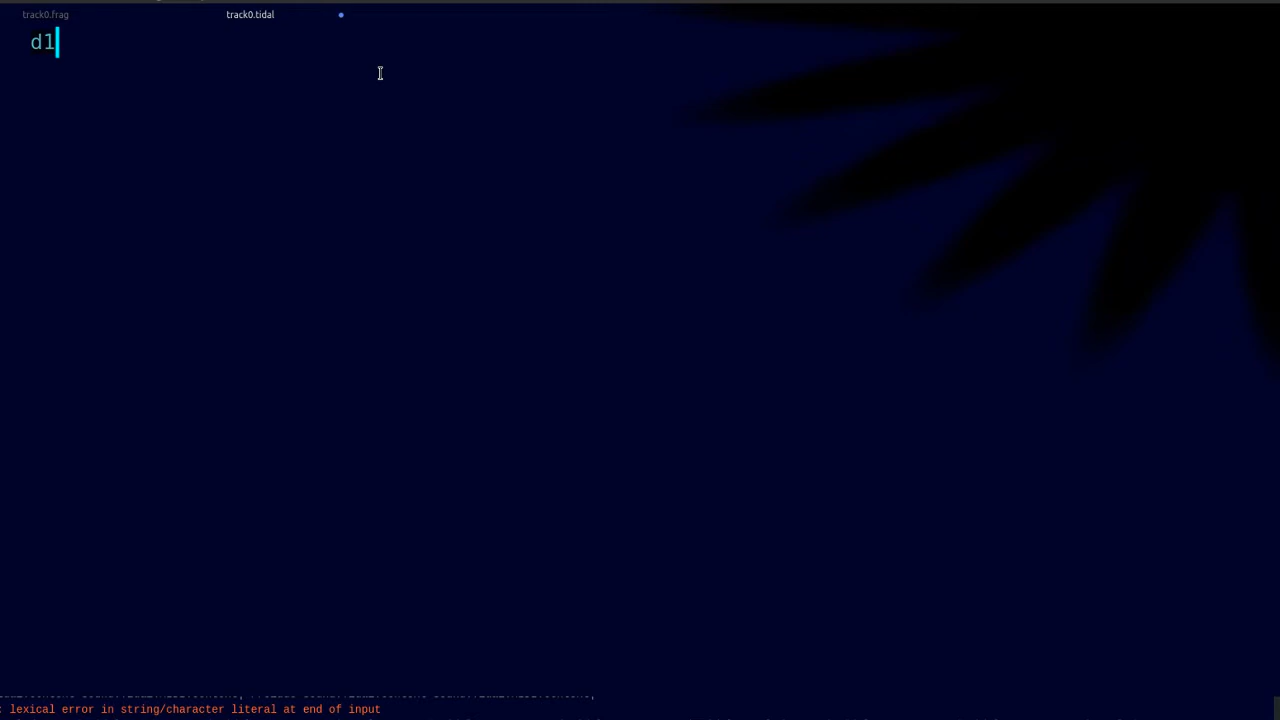 track0.frag
track0.tidal
d1
: lexical error in string/character literal at end of input